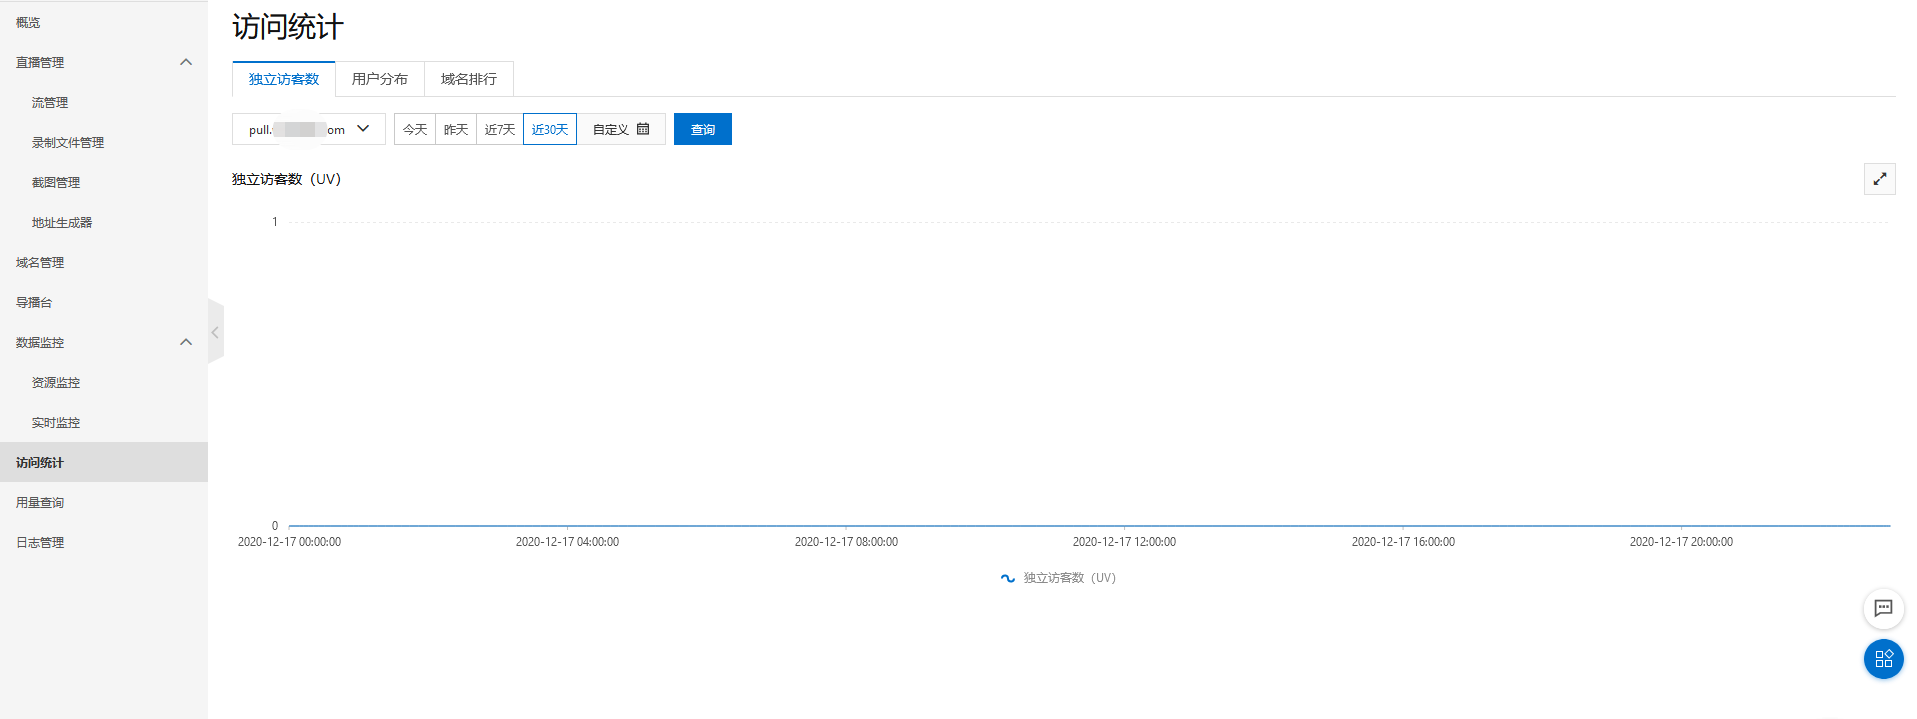 概览
直播管理
流管理
录制文件管理
截图管理
地址生成器
域名管理
导播台
数据监控
资源监控
实时监控
访问统计
用量查询
日志管理
访问统计
独立访客数 用户分布 域名排行
pull. om 今天 昨天 近7天 近30天 自定义 查询
独立访客数（UV）
1
0
2020-12-17 00:00:00 2020-12-17 04:00:00 2020-12-17 08:00:00 2020-12-17 12:00:00 2020-12-17 16:00:00 2020-12-17 20:00:00
独立访客数（UV）